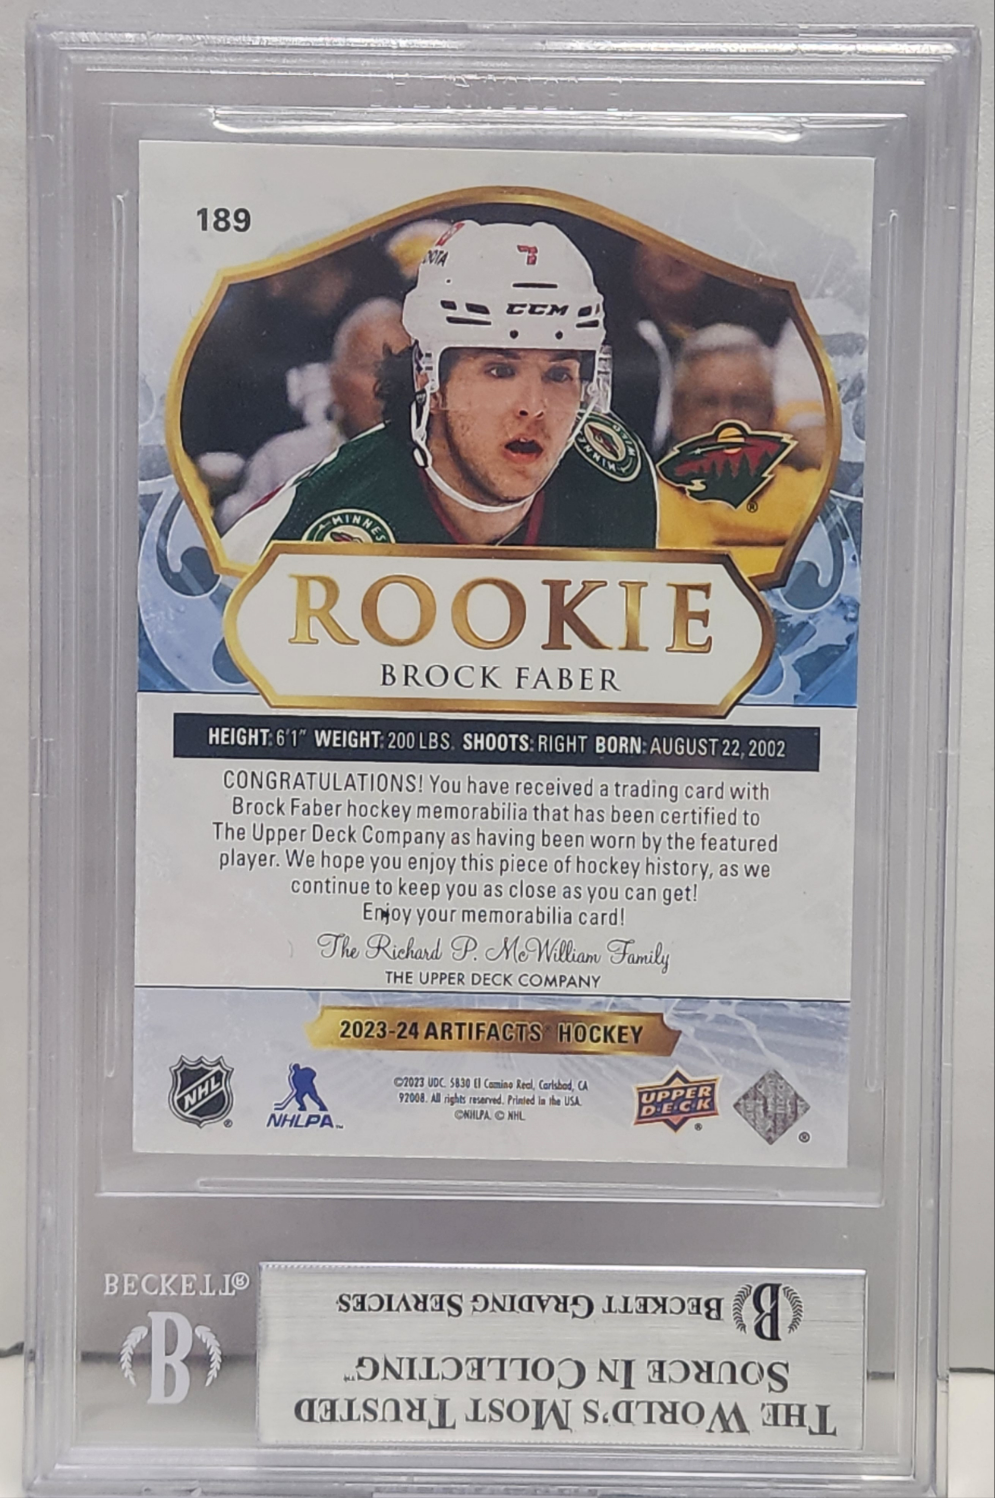 189
7
CCM
ROOKIE
BROCK FABER
HEIGHT: 6'1" WEIGHT: 200 LBS. SHOOTS: RIGHT BORN: AUGUST 22, 2002
CONGRATULATIONS! You have received a trading card with
Brock Faber hockey memorabilia that has been certified to
The Upper Deck Company as having been worn by the featured
player. We hope you enjoy this piece of hockey history, as we
continue to keep you as close as you can get!
Enjoy your memorabilia card!
The Richard P. McWilliam Family
THE UPPER DECK COMPANY
2023-24 ARTIFACTS® HOCKEY
NHL®
NHLPA™
©2023 UDC. 5830 El Camino Real, Carlsbad, CA
92008. All rights reserved. Printed in the USA.
©NHLPA. © NHL.
UPPER
DECK®
®
BECKETT®
B
B BECKETT GRADING SERVICES
THE WORLD'S MOST TRUSTED
SOURCE IN COLLECTING™